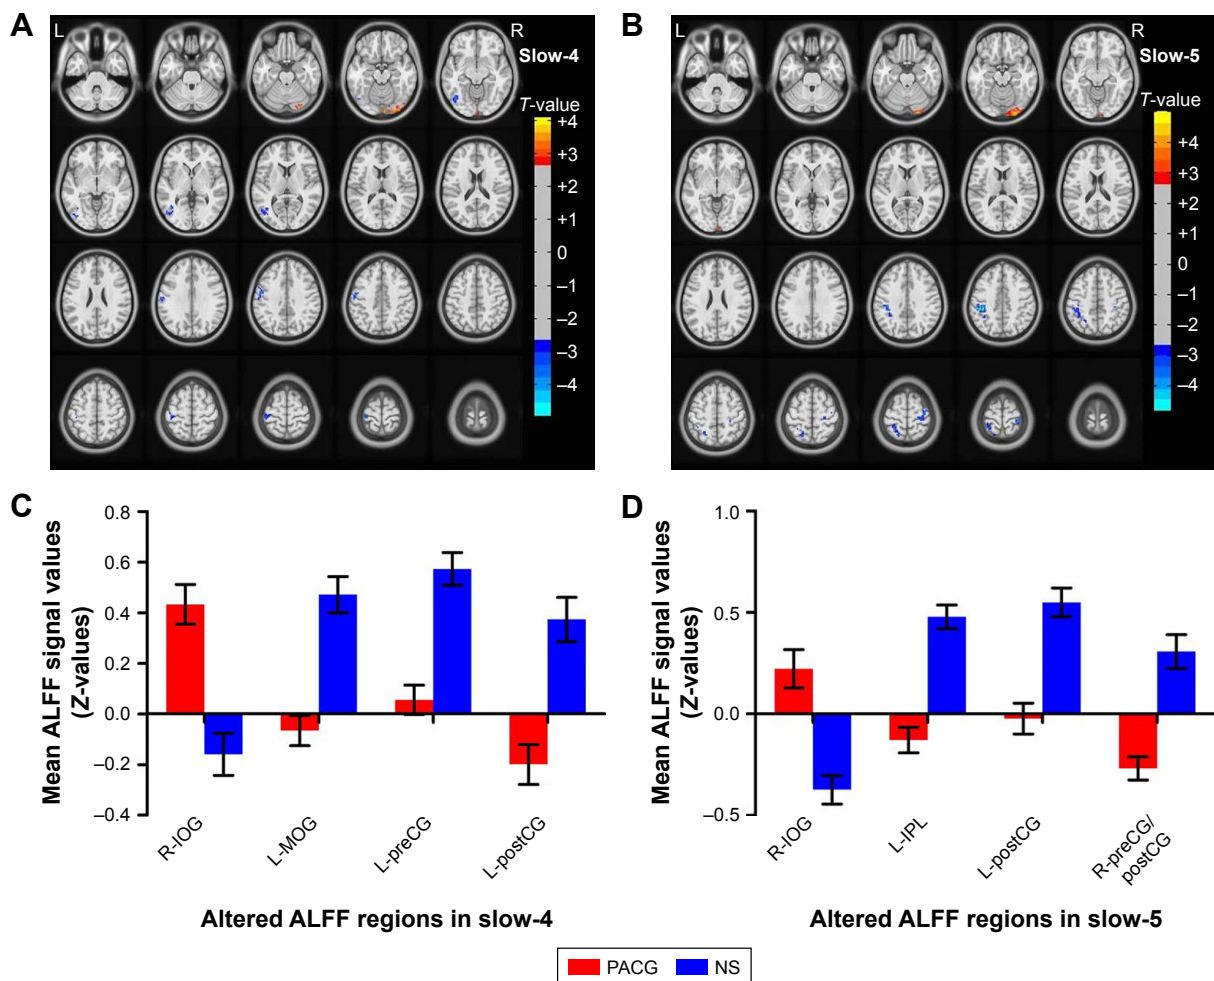 A
L
R
Slow-4
T-value
+4
+3
+2
+1
0
–1
–2
–3
–4
B
L
R
Slow-5
T-value
+4
+3
+2
+1
0
–1
–2
–3
–4
C
Mean ALFF signal values
(Z-values)
0.8
0.6
0.4
0.2
0.0
–0.2
–0.4
R-IOG
L-MOG
L-preCG
L-postCG
Altered ALFF regions in slow-4
D
Mean ALFF signal values
(Z-values)
1.0
0.5
0.0
–0.5
R-IOG
L-IPL
L-postCG
R-preCG/
postCG
Altered ALFF regions in slow-5
PACG NS